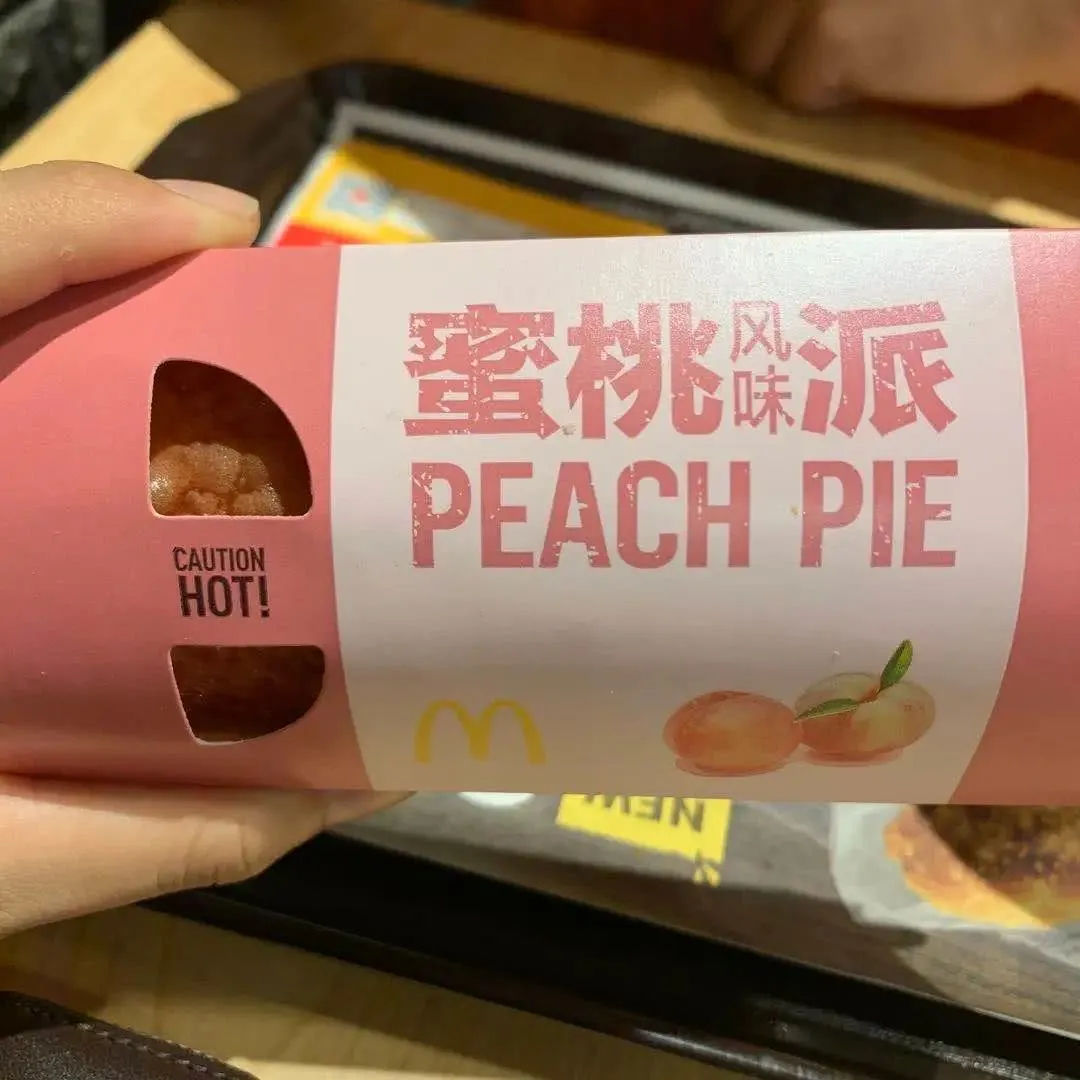 蜜桃风味派
PEACH PIE
CAUTION
HOT!
NEW